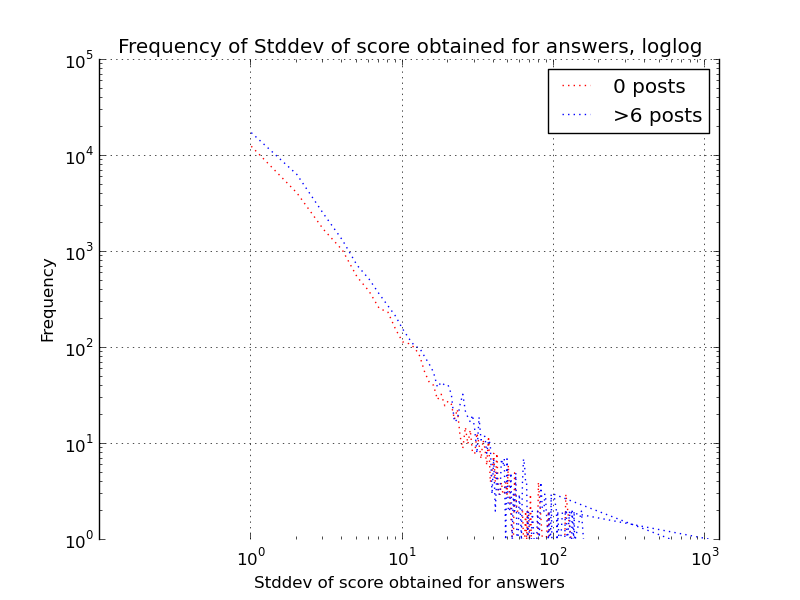 Frequency of Stddev of score obtained for answers, loglog
0 posts
>6 posts
10^5
10^4
10^3
10^2
10^1
10^0
Frequency
10^0 10^1 10^2 10^3
Stddev of score obtained for answers